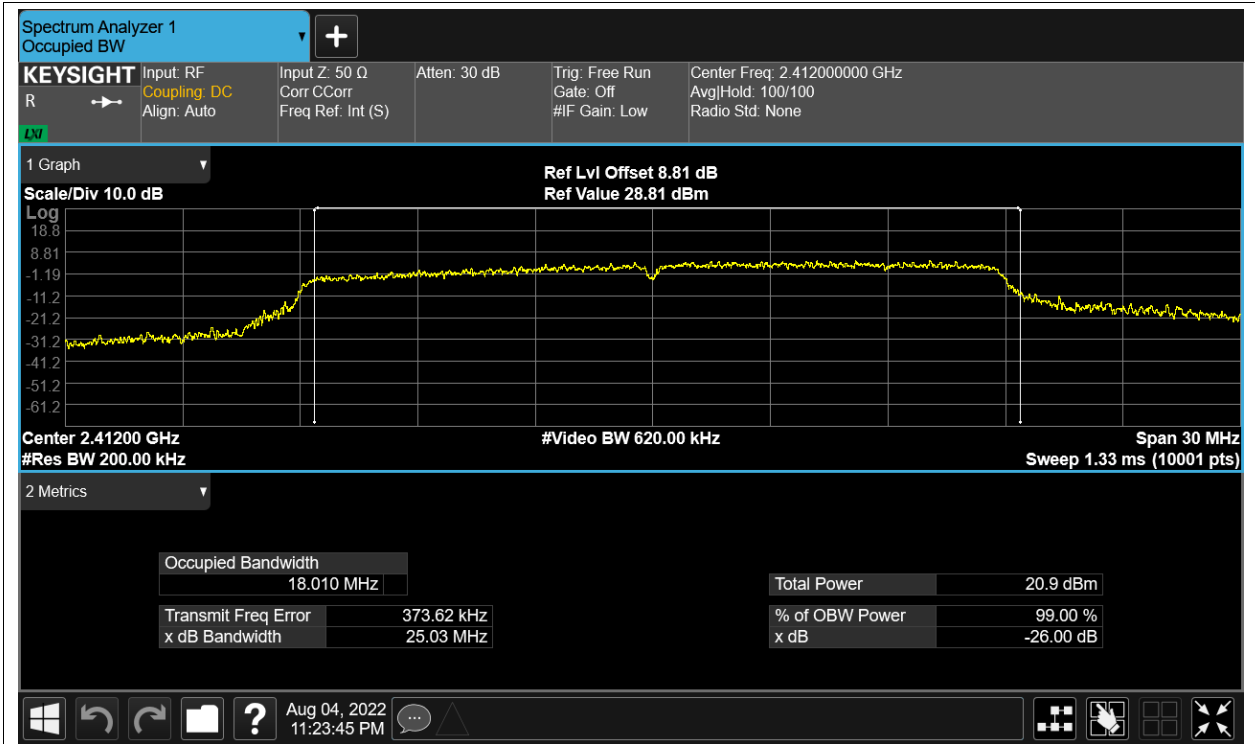 Spectrum Analyzer 1
Occupied BW
KEYSIGHT
R
LXI
Input: RF
Coupling: DC
Align: Auto
Input Z: 50 Ω
Corr CCorr
Freq Ref: Int (S)
Atten: 30 dB
Trig: Free Run
Gate: Off
#IF Gain: Low
Center Freq: 2.412000000 GHz
Avg|Hold: 100/100
Radio Std: None
1 Graph
Scale/Div 10.0 dB
Ref Lvl Offset 8.81 dB
Ref Value 28.81 dBm
Log
18.8
8.81
-1.19
-11.2
-21.2
-31.2
-41.2
-51.2
-61.2
Center 2.41200 GHz
#Video BW 620.00 kHz
Span 30 MHz
#Res BW 200.00 kHz
Sweep 1.33 ms (10001 pts)
2 Metrics
Occupied Bandwidth
18.010 MHz
Total Power 20.9 dBm
Transmit Freq Error 373.62 kHz
% of OBW Power 99.00 %
x dB Bandwidth 25.03 MHz
x dB -26.00 dB
?
Aug 04, 2022
11:23:45 PM